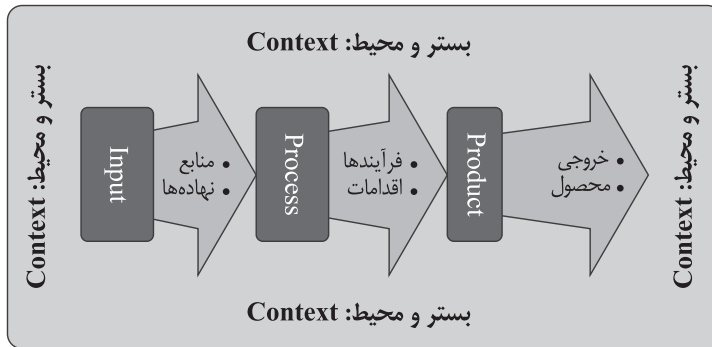 بستر و محیط: Context
بستر و محیط: Context
Input
• منابع
• نهاده‌ها
Process
• فرآیندها
• اقدامات
Product
• خروجی
• محصول
بستر و محیط: Context
بستر و محیط: Context